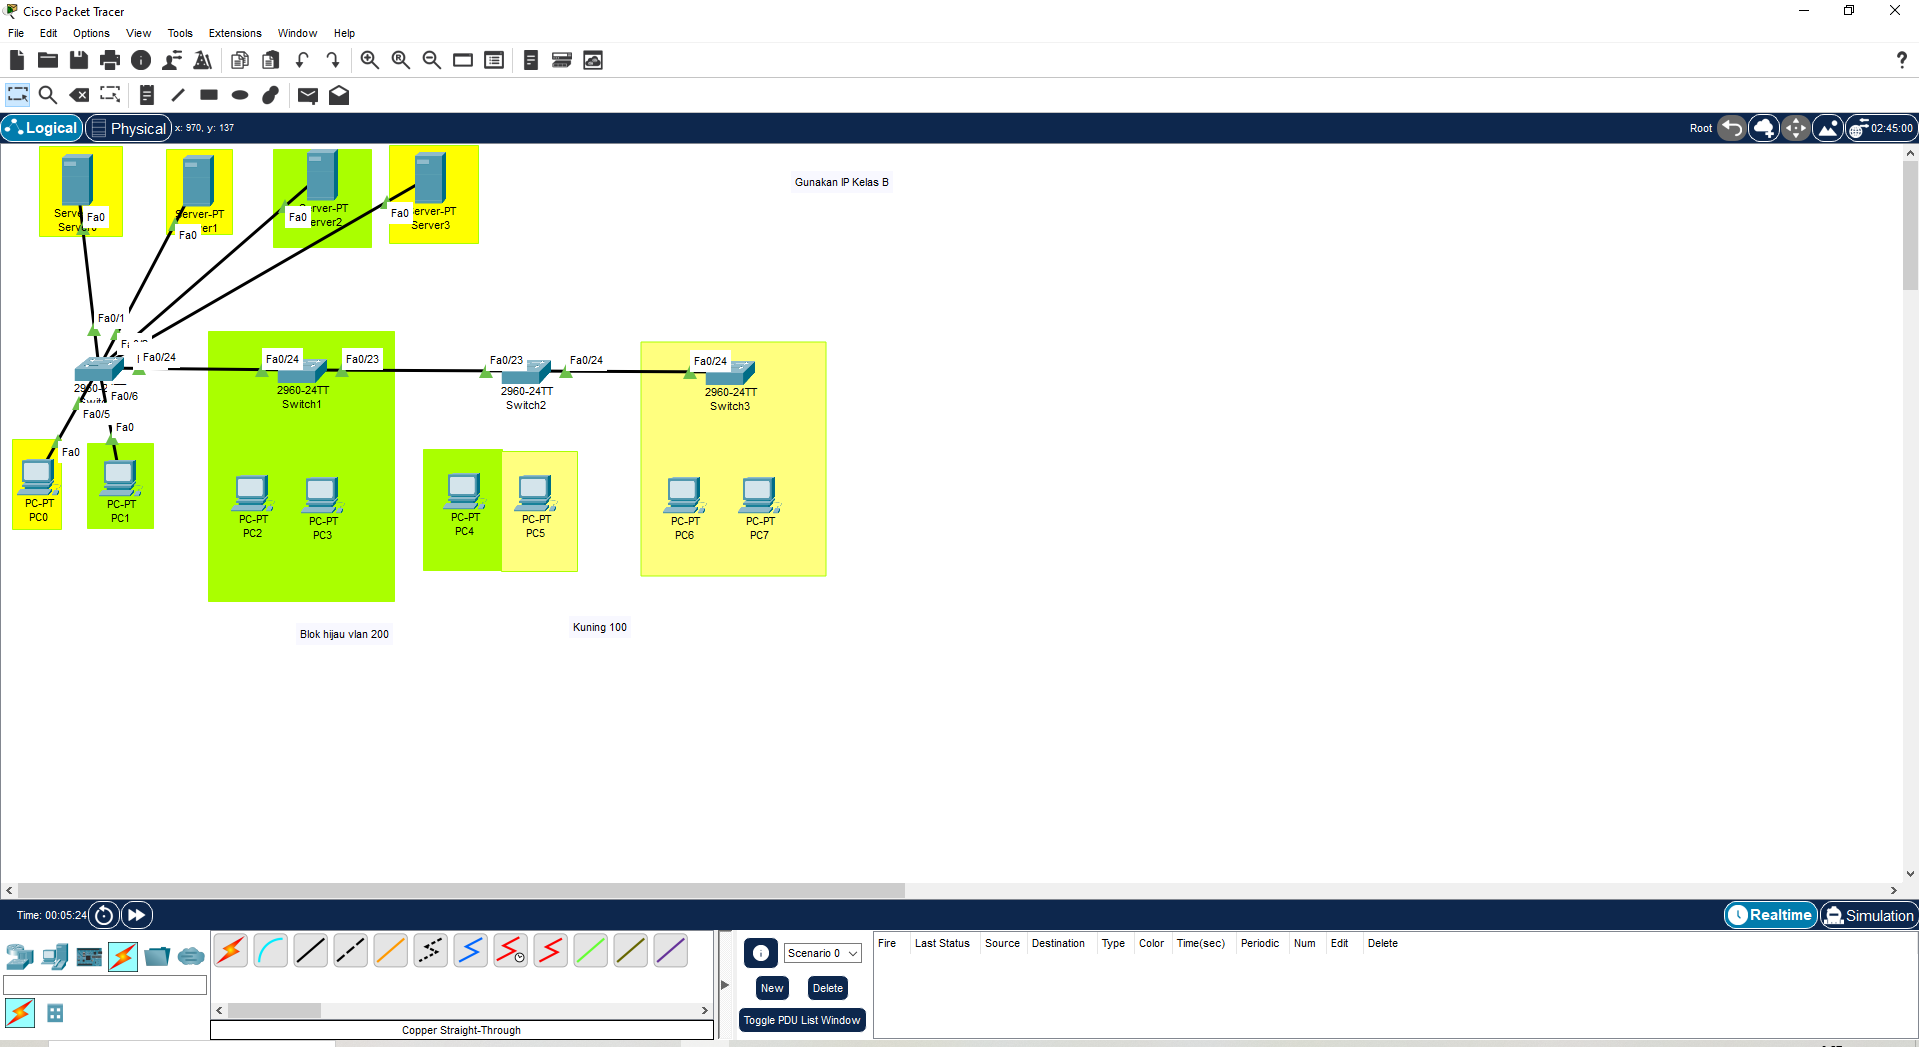 Cisco Packet Tracer
File Edit Options View Tools Extensions Window Help
Logical Physical x: 970, y: 137 Root 02:45:00
Gunakan IP Kelas B
Fa0
Server-PT
Fa0
Fa0
Fa0
Server-PT
Server3
Fa0/1
Fa0/24
Fa0/24
Fa0/23
Fa0/23
Fa0/24
Fa0/24
2960-24TT
Switch1
2960-24TT
Switch2
2960-24TT
Switch3
Fa0/6
Fa0/5
Fa0
Fa0
PC-PT
PC0
PC-PT
PC1
PC-PT
PC2
PC-PT
PC3
PC-PT
PC4
PC-PT
PC5
PC-PT
PC6
PC-PT
PC7
Blok hijau vlan 200
Kuning 100
Time: 00:05:24 Realtime Simulation
Scenario 0
New Delete
Toggle PDU List Window
Fire Last Status Source Destination Type Color Time(sec) Periodic Num Edit Delete
Copper Straight-Through